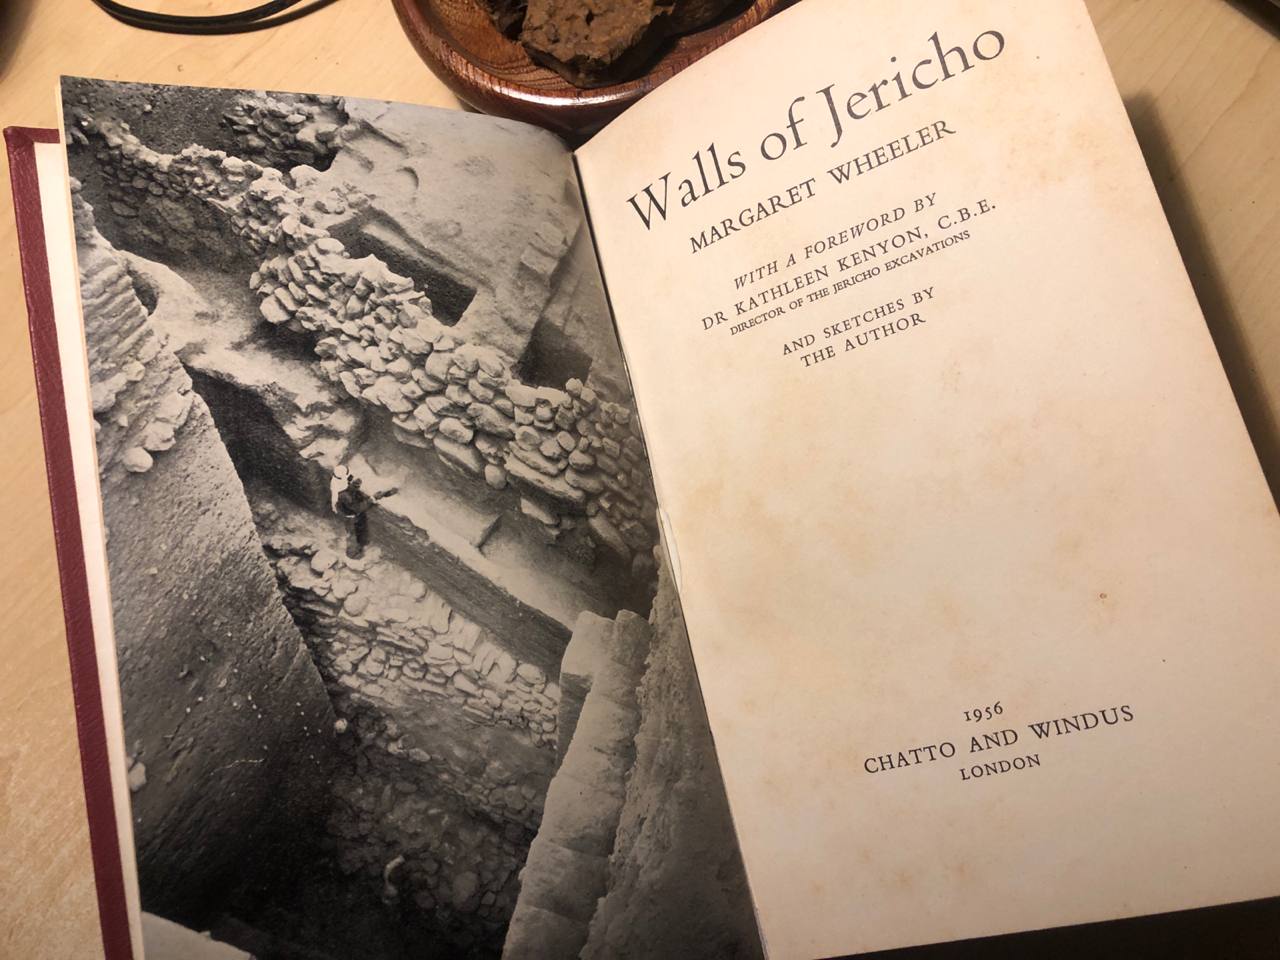 Walls of Jericho
MARGARET WHEELER
WITH A FOREWORD BY
DR KATHLEEN KENYON, C.B.E.
DIRECTOR OF THE JERICHO EXCAVATIONS
AND SKETCHES BY
THE AUTHOR
1956
CHATTO AND WINDUS
LONDON